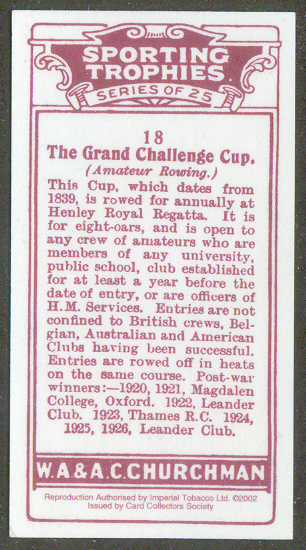 SPORTING
TROPHIES
SERIES OF 25
18
The Grand Challenge Cup.
(Amateur Rowing.)
This Cup, which dates from
1839, is rowed for annually at
Henley Royal Regatta. It is
for eight-oars, and is open to
any crew of amateurs who are
members of any university,
public school, club established
for at least a year before the
date of entry, or are officers of
H.M. Services. Entries are not
confined to British crews, Bel-
gian, Australian and American
Clubs having been successful.
Entries are rowed off in heats
on the same course. Post-war
winners:—1920, 1921, Magdalen
College, Oxford. 1922, Leander
Club. 1923, Thames R.C. 1924,
1925, 1926, Leander Club.
W.A.& A.C.CHURCHMAN
Reproduction Authorised by Imperial Tobacco Ltd. ©2002
Issued by Card Collectors Society